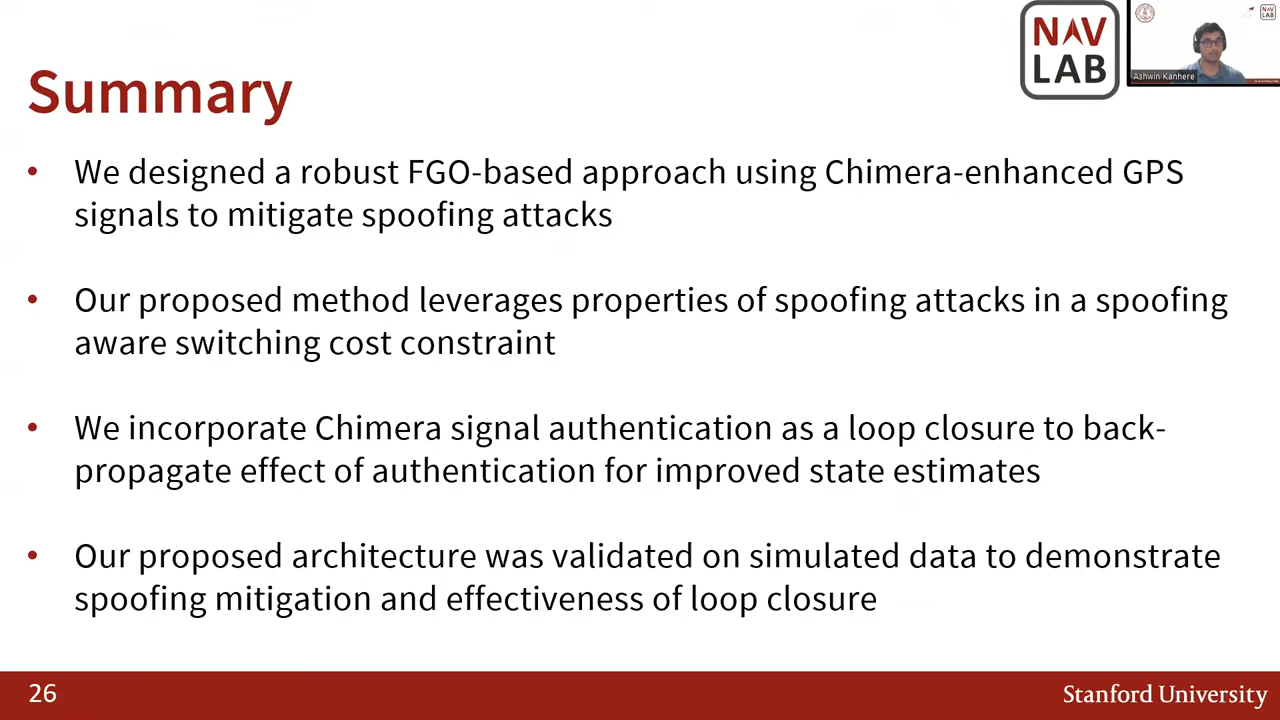 NAV
LAB
Ashwin Kanhere
Summary
• We designed a robust FGO-based approach using Chimera-enhanced GPS
signals to mitigate spoofing attacks
• Our proposed method leverages properties of spoofing attacks in a spoofing
aware switching cost constraint
• We incorporate Chimera signal authentication as a loop closure to back-
propagate effect of authentication for improved state estimates
• Our proposed architecture was validated on simulated data to demonstrate
spoofing mitigation and effectiveness of loop closure
26
Stanford University